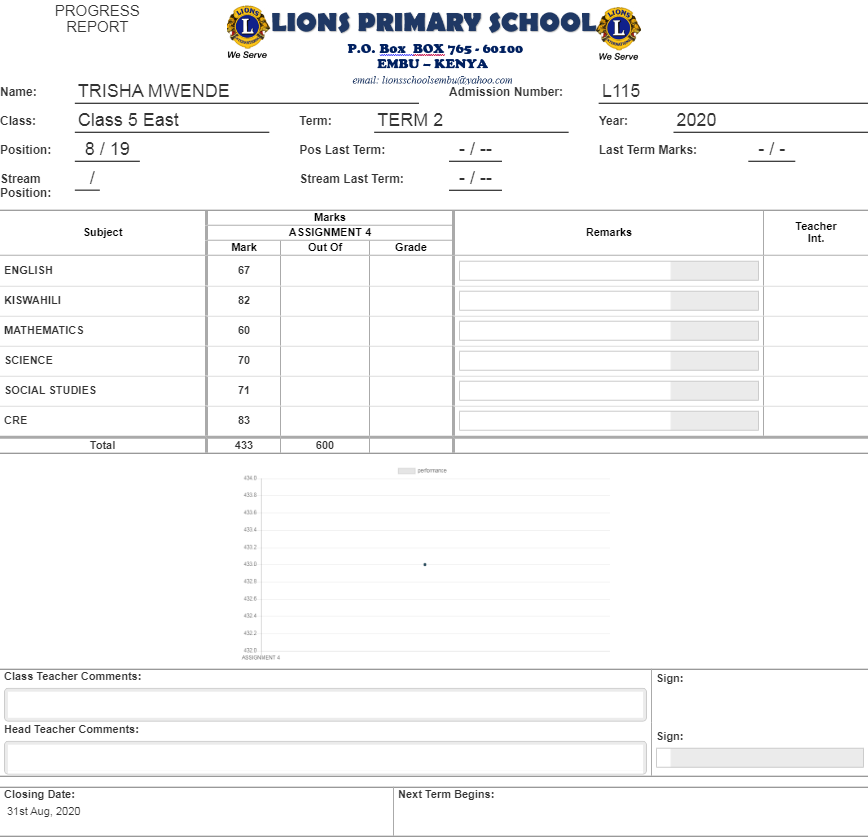 PROGRESS
REPORT
LIONS L INTERNATIONAL
We Serve
LIONS PRIMARY SCHOOL
P.O. Box BOX 765 - 60100
EMBU – KENYA
email: lionsschoolsembu@yahoo.com
LIONS L INTERNATIONAL
We Serve
Name: TRISHA MWENDE Admission Number: L115
Class: Class 5 East Term: TERM 2 Year: 2020
Position: 8 / 19 Pos Last Term: - / -- Last Term Marks: - / -
Stream Position: / Stream Last Term: - / --
Subject Marks Remarks Teacher Int.
ASSIGNMENT 4
Mark Out Of Grade
ENGLISH 67
KISWAHILI 82
MATHEMATICS 60
SCIENCE 70
SOCIAL STUDIES 71
CRE 83
Total 433 600
performance
434.0
433.8
433.6
433.4
433.2
433.0
432.8
432.6
432.4
432.2
432.0
ASSIGNMENT 4
Class Teacher Comments: Sign:
Head Teacher Comments: Sign:
Closing Date: Next Term Begins:
31st Aug, 2020